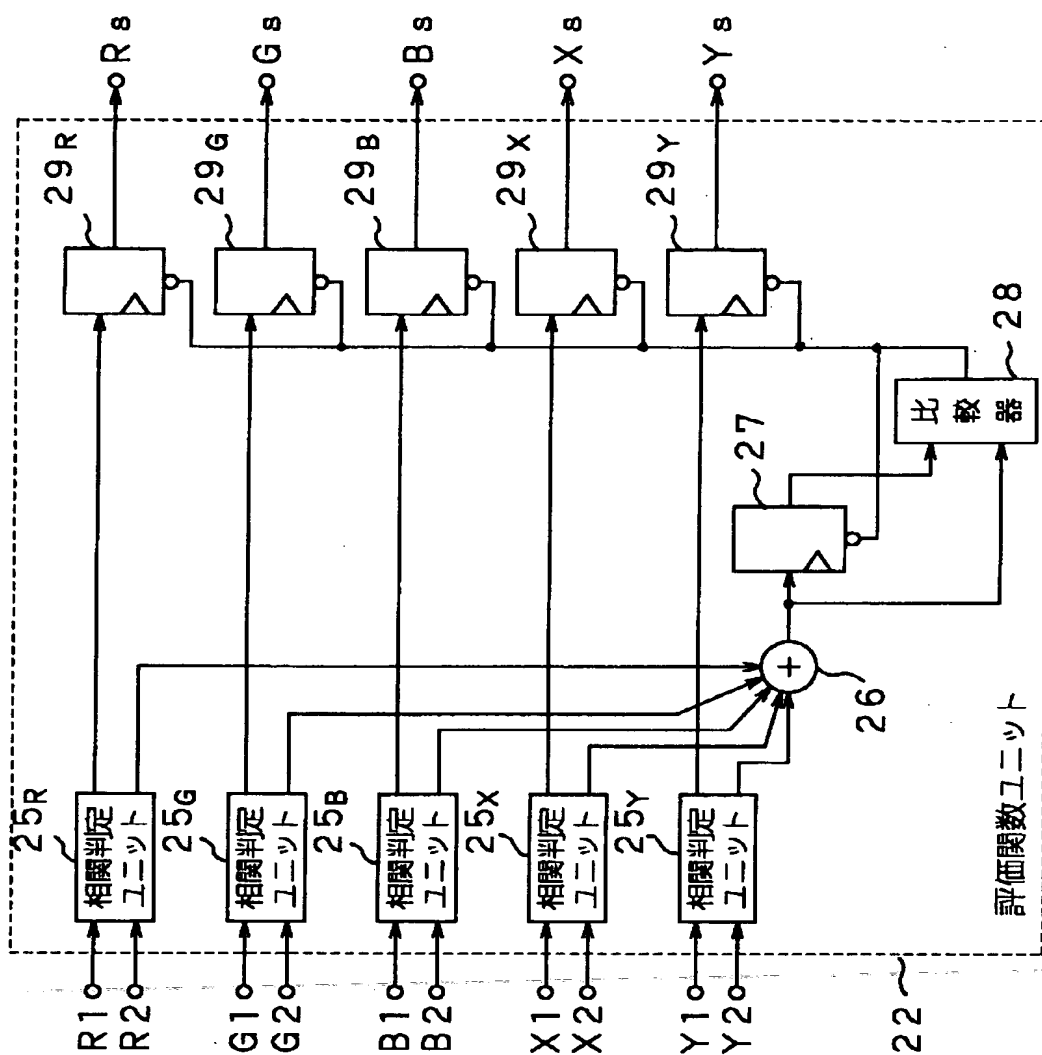 R1
R2
G1
G2
B1
B2
X1
X2
Y1
Y2
25R
相関判定
ユニット
25G
相関判定
ユニット
25B
相関判定
ユニット
25X
相関判定
ユニット
25Y
相関判定
ユニット
+
26
27
比較器
28
29R
29G
29B
29X
29Y
Rs
Gs
Bs
Xs
Ys
22
評価関数ユニット